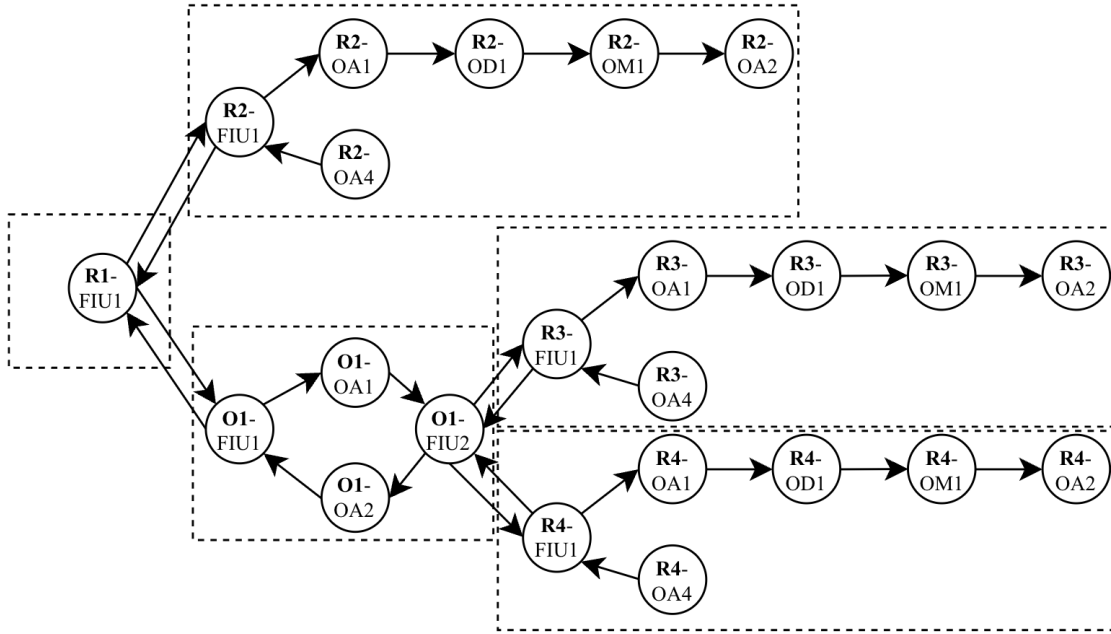 R2-
OA1
R2-
OD1
R2-
OM1
R2-
OA2
R2-
FIU1
R2-
OA4
R1-
FIU1
R3-
OA1
R3-
OD1
R3-
OM1
R3-
OA2
R3-
FIU1
R3-
OA4
O1-
OA1
O1-
FIU1
O1-
FIU2
O1-
OA2
R4-
OA1
R4-
OD1
R4-
OM1
R4-
OA2
R4-
FIU1
R4-
OA4